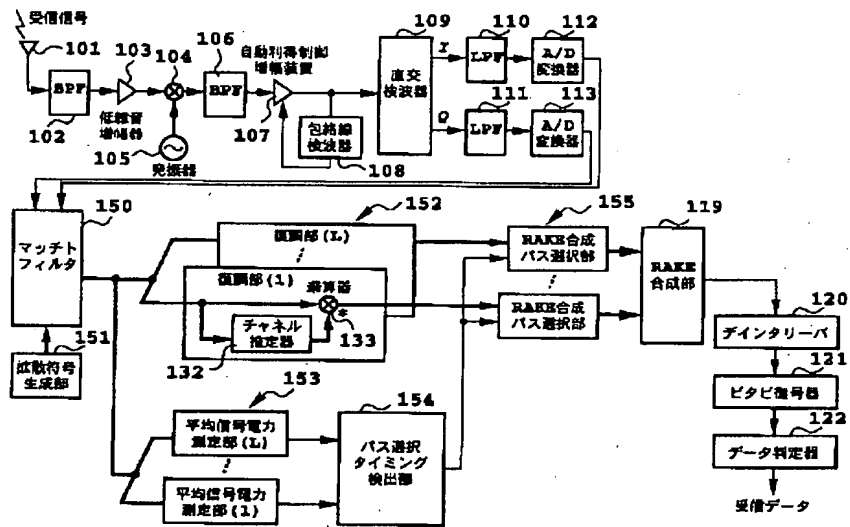 受信信号
101
103
104
106
自動利得制御
増幅装置
109
110
112
BPF
BPF
直交
検波器
I
LPF
A/D
変換器
102
低雑音
増幅器
107
包絡線
検波器
111
113
Q
LPF
A/D
変換器
105
発振器
108
150
152
155
119
マッチト
フィルタ
復調部(L)
復調部(1)
乗算器
*
133
チャネル
推定器
132
RAKE合成
パス選択部
RAKE合成
パス選択部
RAKE
合成部
151
拡散符号
生成部
120
デインタリーバ
121
ビタビ復号器
122
データ判定器
受信データ
153
154
平均信号電力
測定部(L)
平均信号電力
測定部(1)
パス選択
タイミング
検出部